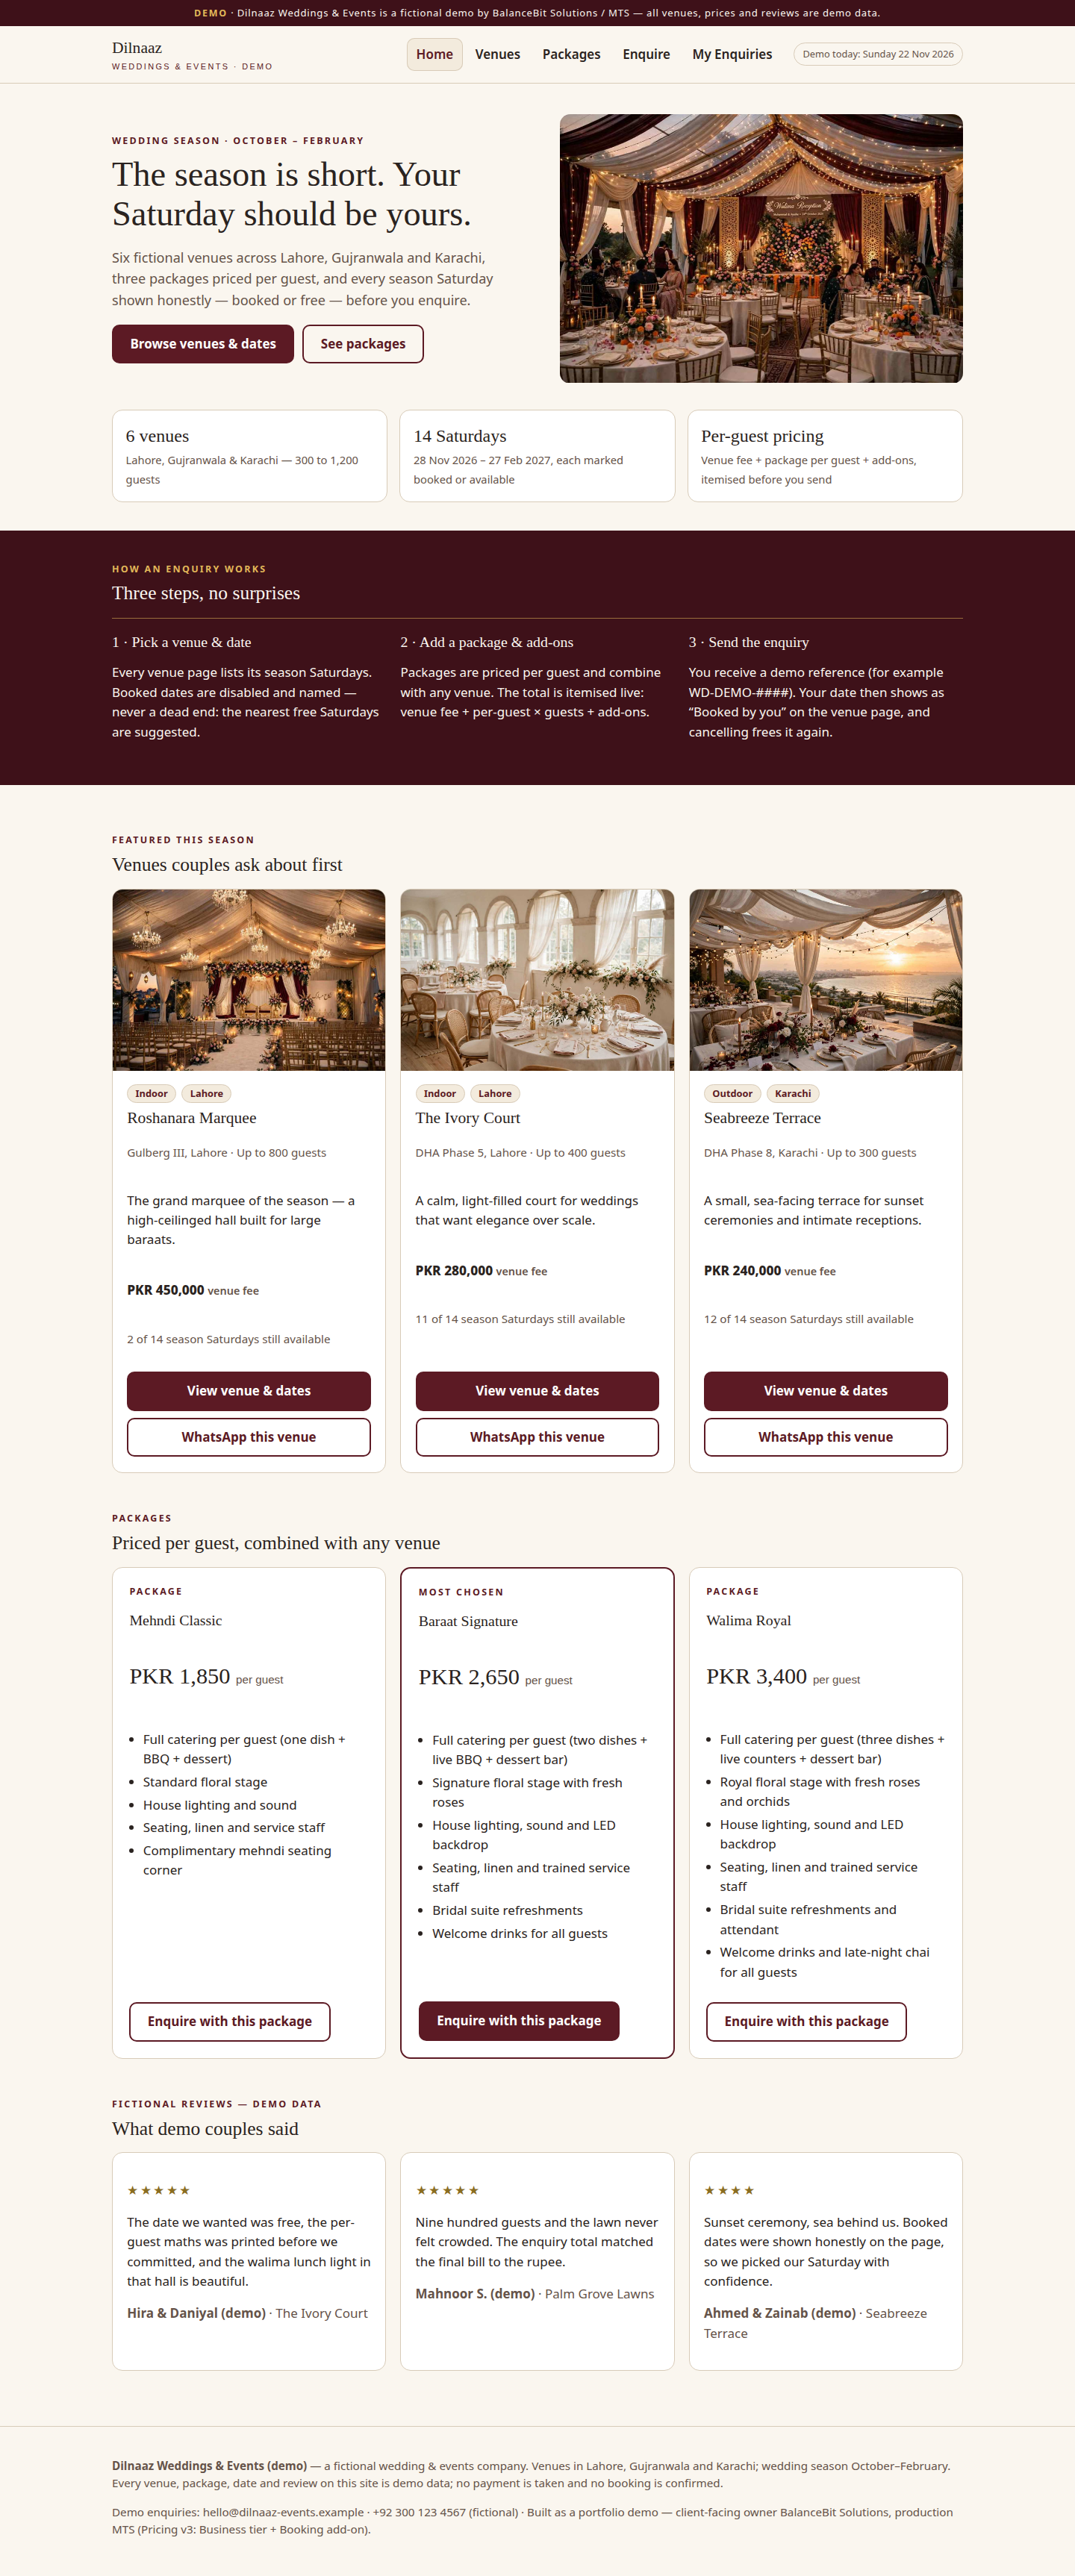 DEMO · Dilnaaz Weddings & Events is a fictional demo by BalanceBit Solutions / MTS — all venues, prices and reviews are demo data.
Dilnaaz
WEDDINGS & EVENTS · DEMO
Home Venues Packages Enquire My Enquiries Demo today: Sunday 22 Nov 2026
WEDDING SEASON · OCTOBER – FEBRUARY
The season is short. Your
Saturday should be yours.
Six fictional venues across Lahore, Gujranwala and Karachi,
three packages priced per guest, and every season Saturday
shown honestly — booked or free — before you enquire.
Browse venues & dates See packages
Walima Reception
6 venues
Lahore, Gujranwala & Karachi — 300 to 1,200
guests
14 Saturdays
28 Nov 2026 – 27 Feb 2027, each marked
booked or available
Per-guest pricing
Venue fee + package per guest + add-ons,
itemised before you send
HOW AN ENQUIRY WORKS
Three steps, no surprises
1 · Pick a venue & date
Every venue page lists its season Saturdays.
Booked dates are disabled and named —
never a dead end: the nearest free Saturdays
are suggested.
2 · Add a package & add-ons
Packages are priced per guest and combine
with any venue. The total is itemised live:
venue fee + per-guest × guests + add-ons.
3 · Send the enquiry
You receive a demo reference (for example
WD-DEMO-####). Your date then shows as
“Booked by you” on the venue page, and
cancelling frees it again.
FEATURED THIS SEASON
Venues couples ask about first
Indoor Lahore
Roshanara Marquee
Gulberg III, Lahore · Up to 800 guests
The grand marquee of the season — a
high-ceilinged hall built for large
baraats.
PKR 450,000 venue fee
2 of 14 season Saturdays still available
View venue & dates
WhatsApp this venue
Indoor Lahore
The Ivory Court
DHA Phase 5, Lahore · Up to 400 guests
A calm, light-filled court for weddings
that want elegance over scale.
PKR 280,000 venue fee
11 of 14 season Saturdays still available
View venue & dates
WhatsApp this venue
Outdoor Karachi
Seabreeze Terrace
DHA Phase 8, Karachi · Up to 300 guests
A small, sea-facing terrace for sunset
ceremonies and intimate receptions.
PKR 240,000 venue fee
12 of 14 season Saturdays still available
View venue & dates
WhatsApp this venue
PACKAGES
Priced per guest, combined with any venue
PACKAGE
Mehndi Classic
PKR 1,850 per guest
• Full catering per guest (one dish +
BBQ + dessert)
• Standard floral stage
• House lighting and sound
• Seating, linen and service staff
• Complimentary mehndi seating
corner
Enquire with this package
MOST CHOSEN
Baraat Signature
PKR 2,650 per guest
• Full catering per guest (two dishes +
live BBQ + dessert bar)
• Signature floral stage with fresh
roses
• House lighting, sound and LED
backdrop
• Seating, linen and trained service
staff
• Bridal suite refreshments
• Welcome drinks for all guests
Enquire with this package
PACKAGE
Walima Royal
PKR 3,400 per guest
• Full catering per guest (three dishes +
live counters + dessert bar)
• Royal floral stage with fresh roses
and orchids
• House lighting, sound and LED
backdrop
• Seating, linen and trained service
staff
• Bridal suite refreshments and
attendant
• Welcome drinks and late-night chai
for all guests
Enquire with this package
FICTIONAL REVIEWS — DEMO DATA
What demo couples said
★★★★★
The date we wanted was free, the per-
guest maths was printed before we
committed, and the walima lunch light in
that hall is beautiful.
Hira & Daniyal (demo) · The Ivory Court
★★★★★
Nine hundred guests and the lawn never
felt crowded. The enquiry total matched
the final bill to the rupee.
Mahnoor S. (demo) · Palm Grove Lawns
★★★★
Sunset ceremony, sea behind us. Booked
dates were shown honestly on the page,
so we picked our Saturday with
confidence.
Ahmed & Zainab (demo) · Seabreeze
Terrace
Dilnaaz Weddings & Events (demo) — a fictional wedding & events company. Venues in Lahore, Gujranwala and Karachi; wedding season October–February.
Every venue, package, date and review on this site is demo data; no payment is taken and no booking is confirmed.
Demo enquiries: hello@dilnaaz-events.example · +92 300 123 4567 (fictional) · Built as a portfolio demo — client-facing owner BalanceBit Solutions, production
MTS (Pricing v3: Business tier + Booking add-on).